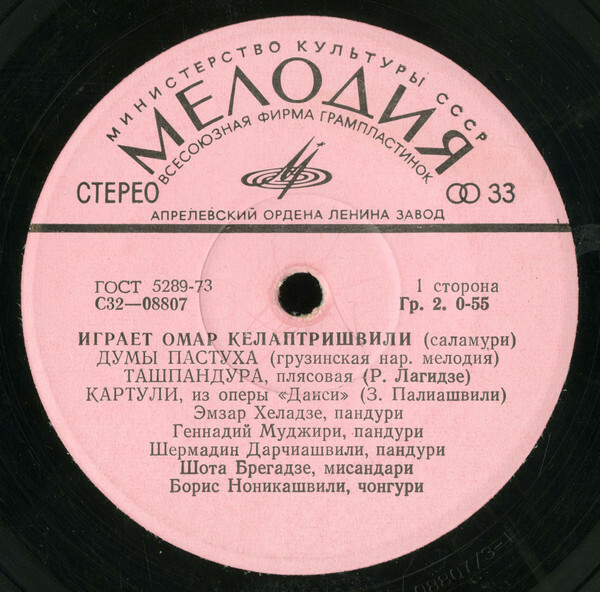 МИНИСТЕРСТВО КУЛЬТУРЫ СССР
МЕЛОДИЯ
ВСЕСОЮЗНАЯ ФИРМА ГРАМПЛАСТИНОК
СТЕРЕО
33
АПРЕЛЕВСКИЙ ОРДЕНА ЛЕНИНА ЗАВОД
ГОСТ 5289-73
С32—08807
1 сторона
Гр. 2. 0-55
ИГРАЕТ ОМАР КЕЛАПТРИШВИЛИ (саламури)
ДУМЫ ПАСТУХА (грузинская нар. мелодия)
ТАШПАНДУРА, плясовая (Р. Лагидзе)
КАРТУЛИ, из оперы «Даиси» (З. Палиашвили)
Эмзар Хеладзе, пандури
Геннадий Муджири, пандури
Шермадин Дарчиашвили, пандури
Шота Брегадзе, мисандари
Борис Ноникашвили, чонгури